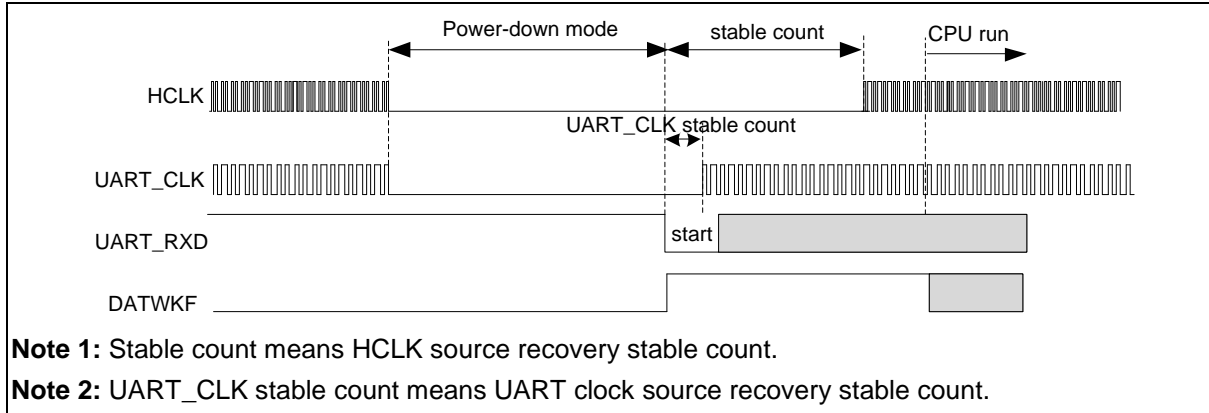 Power-down mode
stable count
CPU run
HCLK
UART_CLK stable count
UART_CLK
UART_RXD
start
DATWKF
Note 1: Stable count means HCLK source recovery stable count.
Note 2: UART_CLK stable count means UART clock source recovery stable count.